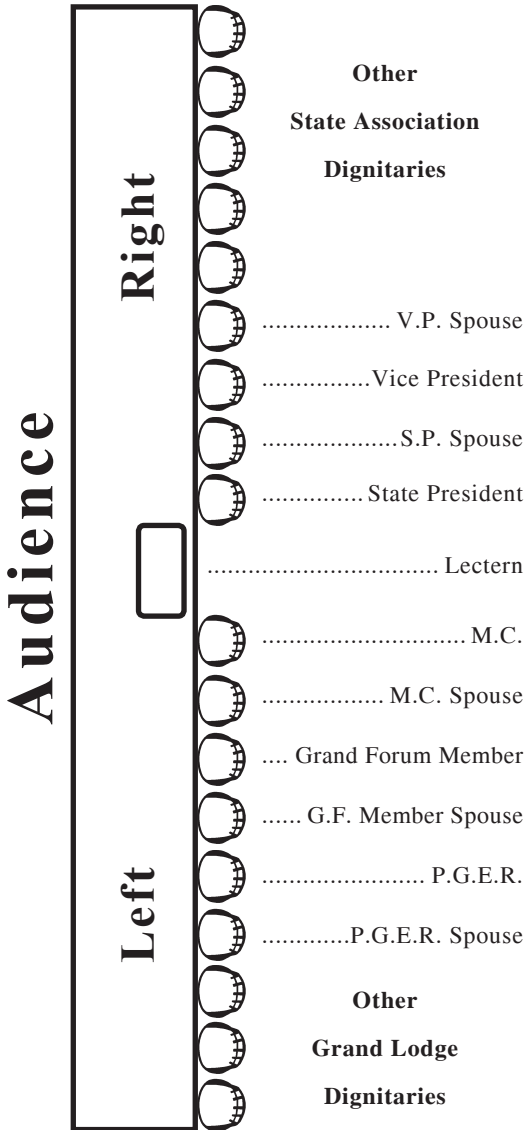 Other
State Association
Dignitaries
Right
Audience
Left
.................... V.P. Spouse
.................Vice President
.....................S.P. Spouse
................ State President
................................... Lectern
............................... M.C.
................... M.C. Spouse
.... Grand Forum Member
...... G.F. Member Spouse
......................... P.G.E.R.
.............P.G.E.R. Spouse
Other
Grand Lodge
Dignitaries